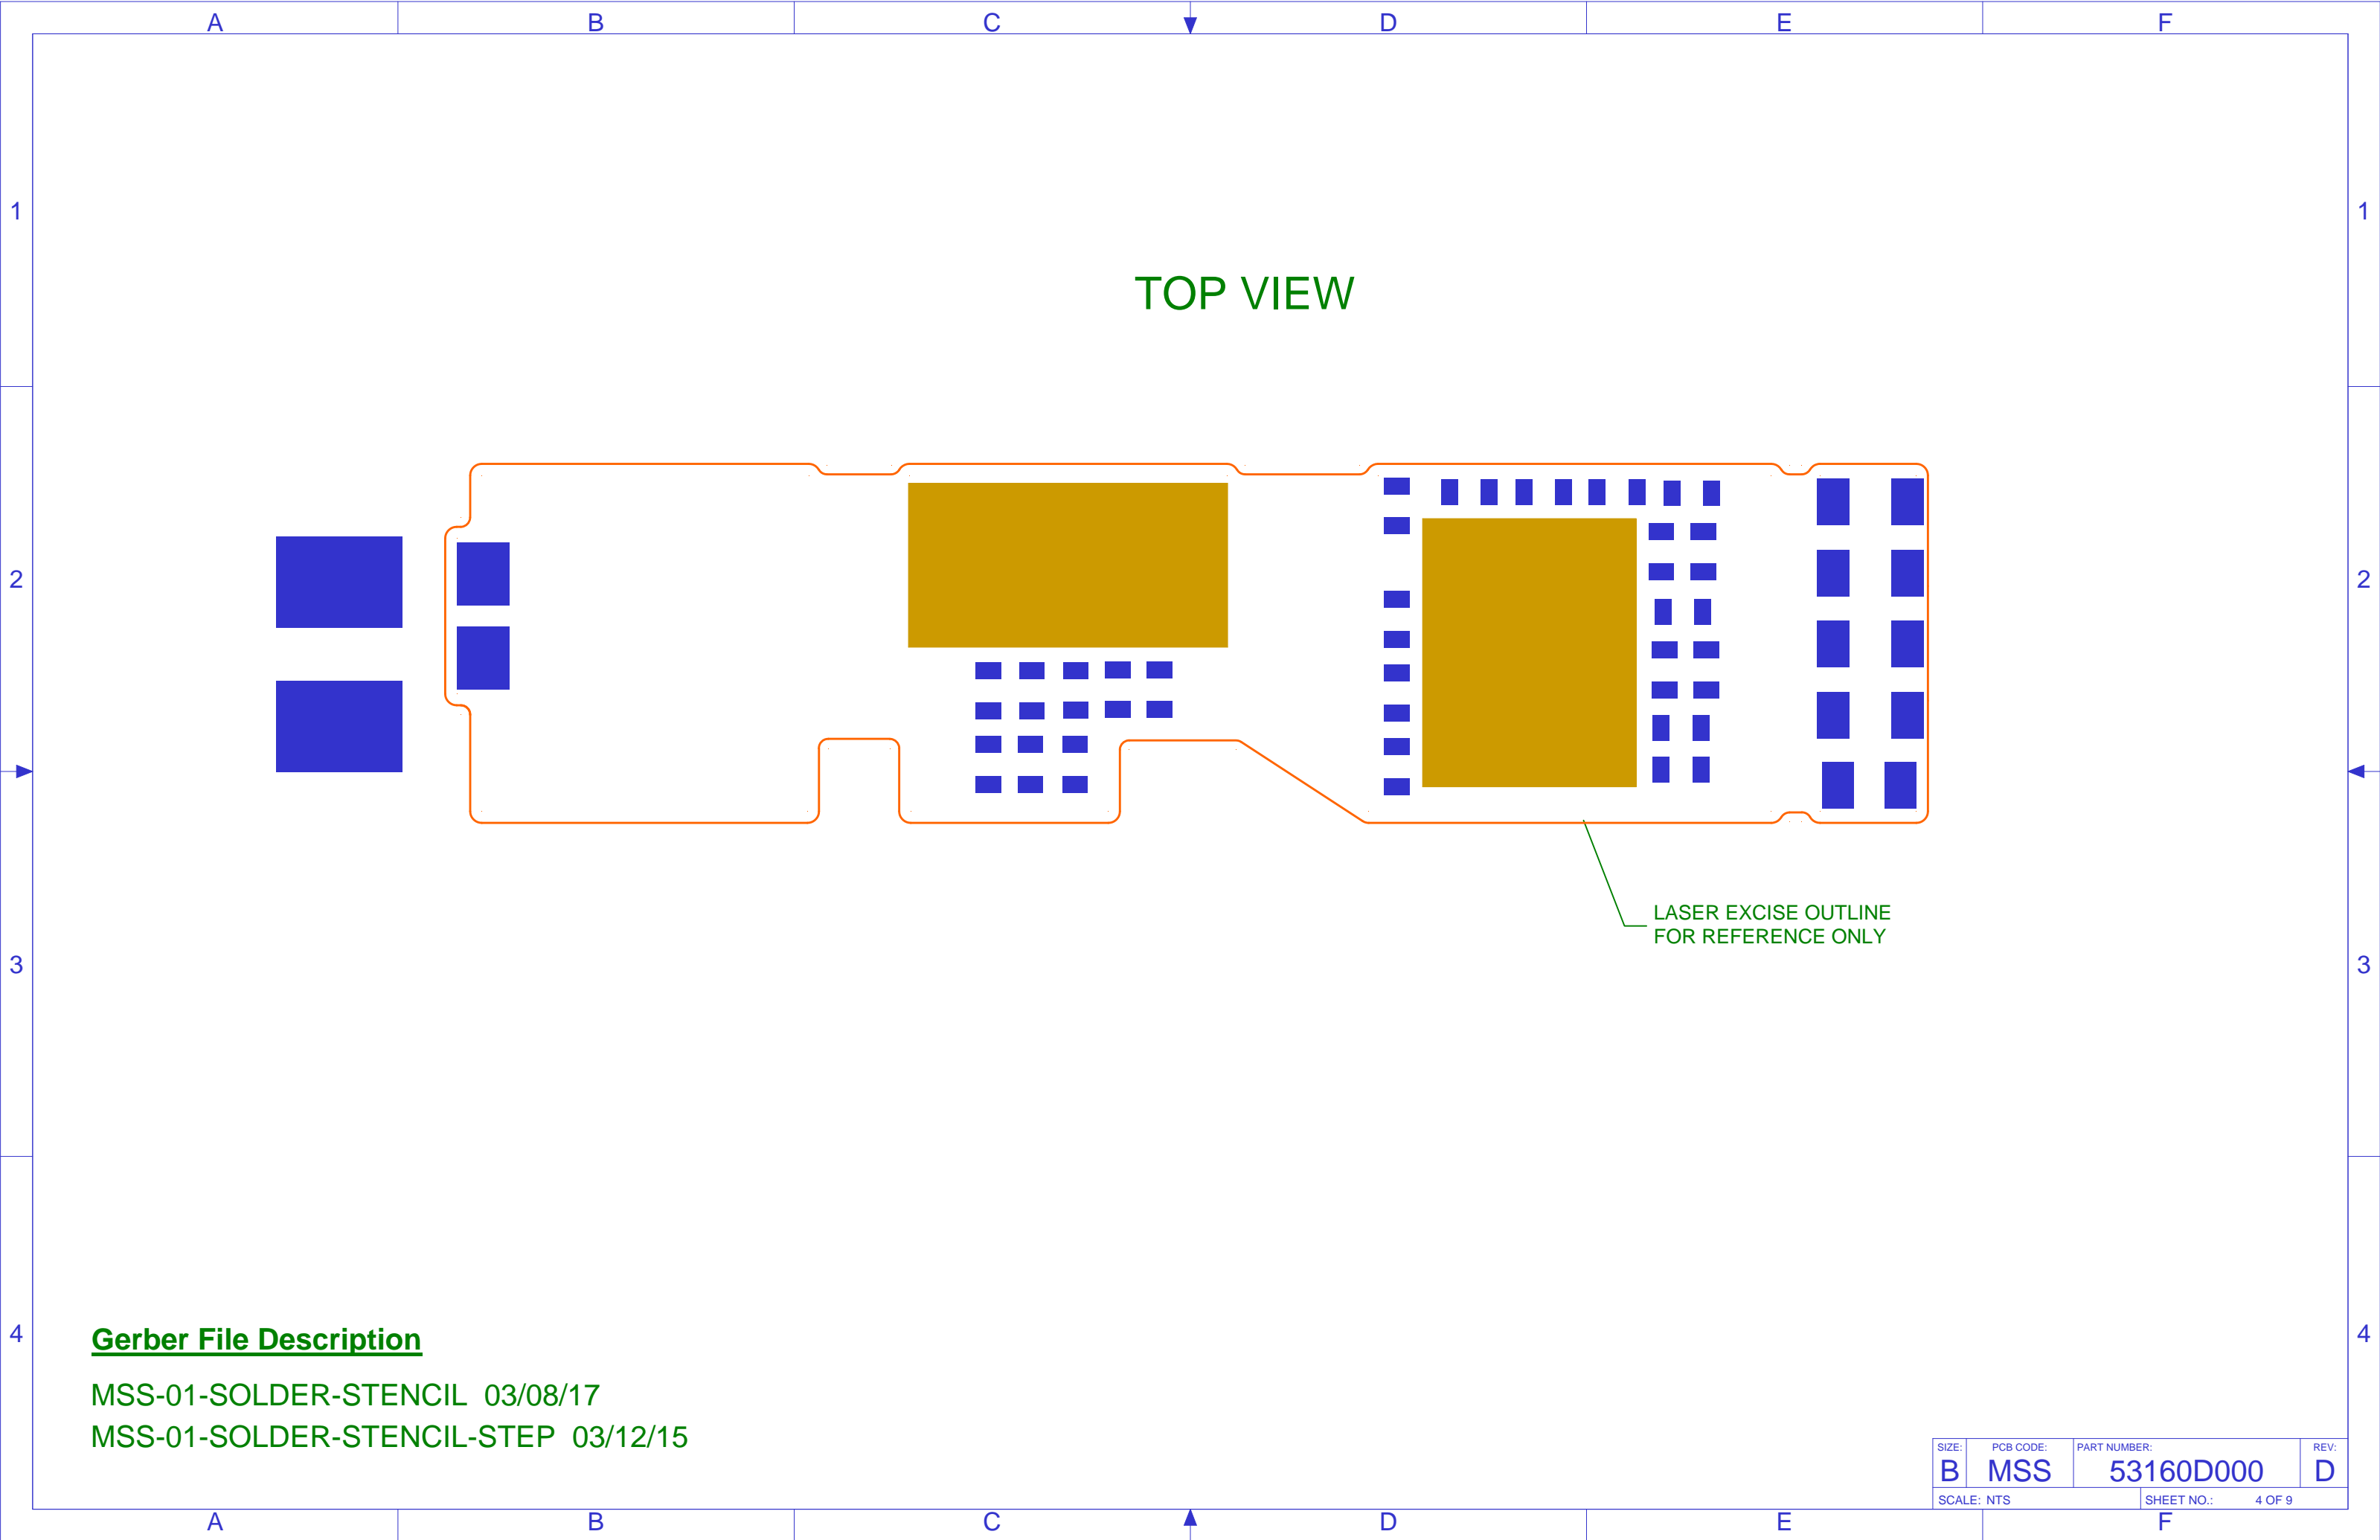 A B C D E F
1 1
TOP VIEW
2 2
LASER EXCISE OUTLINE
FOR REFERENCE ONLY
3 3
4 4
Gerber File Description
MSS-01-SOLDER-STENCIL 03/08/17
MSS-01-SOLDER-STENCIL-STEP 03/12/15
SIZE: PCB CODE: PART NUMBER: REV:
B MSS 53160D000 D
SCALE: NTS SHEET NO.: 4 OF 9
A B C D E F